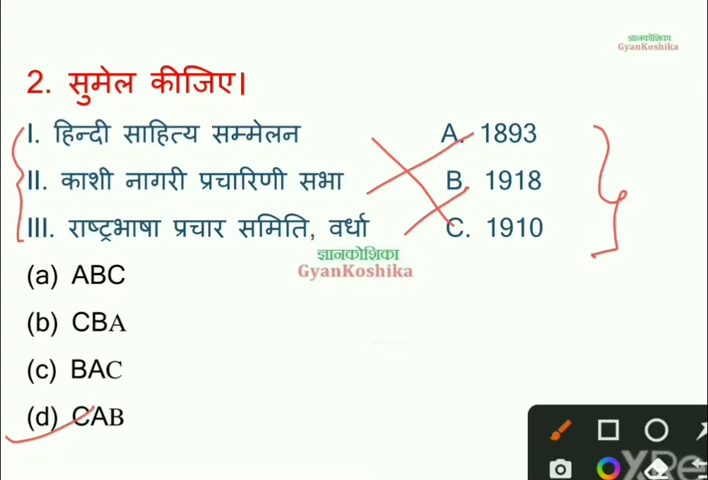 ज्ञानकोशिका
GyanKoshika
2. सुमेल कीजिए।
I. हिन्दी साहित्य सम्मेलन A. 1893
II. काशी नागरी प्रचारिणी सभा B. 1918
III. राष्ट्रभाषा प्रचार समिति, वर्धा C. 1910
ज्ञानकोशिका
GyanKoshika
(a) ABC
(b) CBA
(c) BAC
(d) CAB